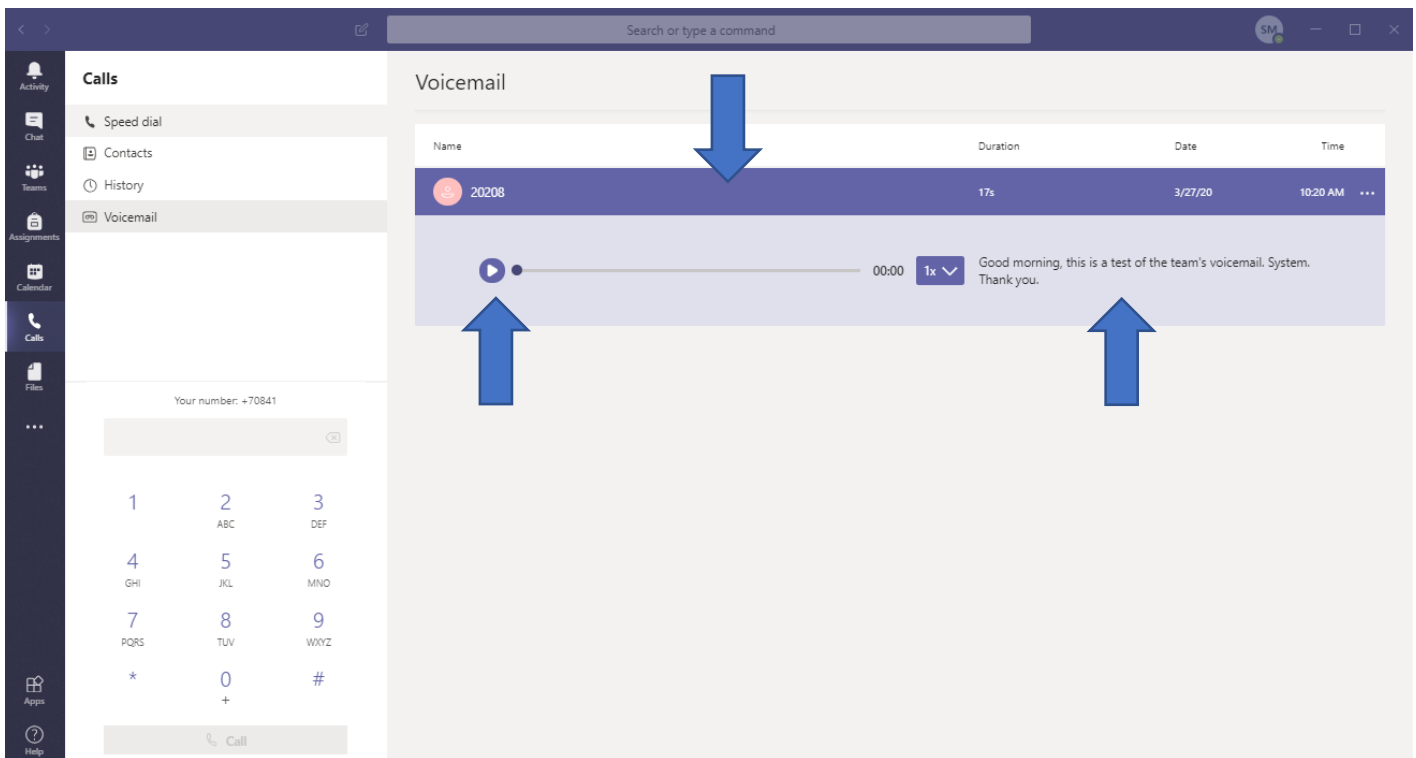 Search or type a command
SM
Activity
Chat
Teams
Assignments
Calendar
Calls
Files
Apps
Help
Calls
Speed dial
Contacts
History
Voicemail
Your number: +70841
1 2 3
ABC DEF
4 5 6
GHI JKL MNO
7 8 9
PQRS TUV WXYZ
* 0 #
+
Call
Voicemail
Name Duration Date Time
20208 17s 3/27/20 10:20 AM ...
00:00 1x
Good morning, this is a test of the team's voicemail. System.
Thank you.